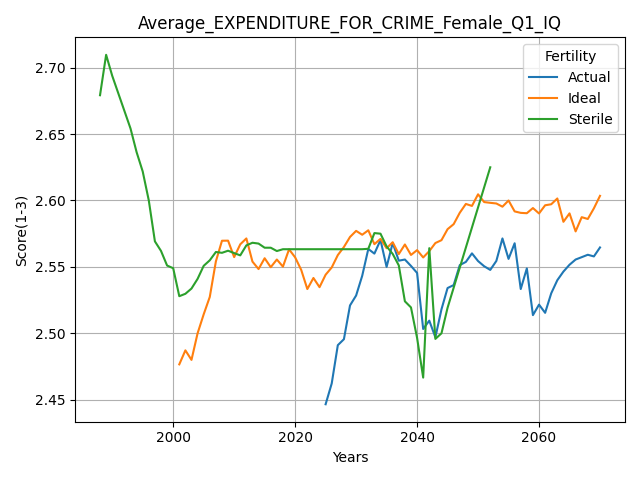 Average_EXPENDITURE_FOR_CRIME_Female_Q1_IQ
Fertility
Actual
Ideal
Sterile
Score(1-3)
2.70
2.65
2.60
2.55
2.50
2.45
2000 2020 2040 2060
Years